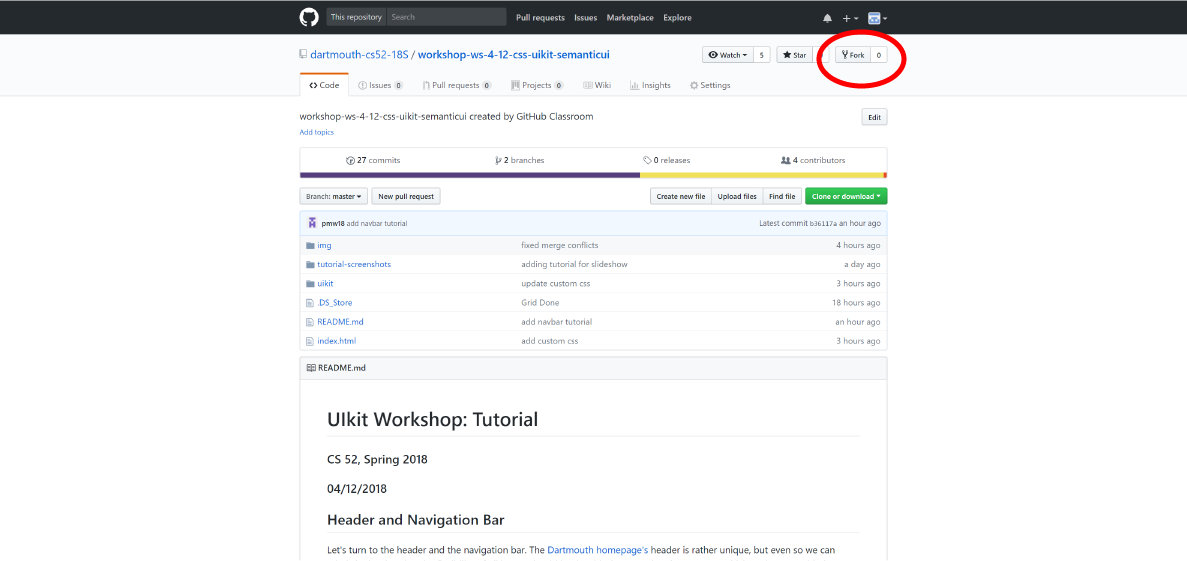 This repository Search Pull requests Issues Marketplace Explore
dartmouth-cs52-18S / workshop-ws-4-12-css-uikit-semanticui Watch 5 Star Fork 0
Code Issues 0 Pull requests 0 Projects 0 Wiki Insights Settings
workshop-ws-4-12-css-uikit-semanticui created by GitHub Classroom Edit
Add topics
27 commits 2 branches 0 releases 4 contributors
Branch: master New pull request Create new file Upload files Find file Clone or download
pmw18 add navbar tutorial Latest commit b36117a an hour ago
img fixed merge conflicts 4 hours ago
tutorial-screenshots adding tutorial for slideshow a day ago
uikit update custom css 3 hours ago
.DS_Store Grid Done 18 hours ago
README.md add navbar tutorial an hour ago
index.html add custom css 3 hours ago
README.md
UIkit Workshop: Tutorial
CS 52, Spring 2018
04/12/2018
Header and Navigation Bar
Let's turn to the header and the navigation bar. The Dartmouth homepage's header is rather unique, but even so we can